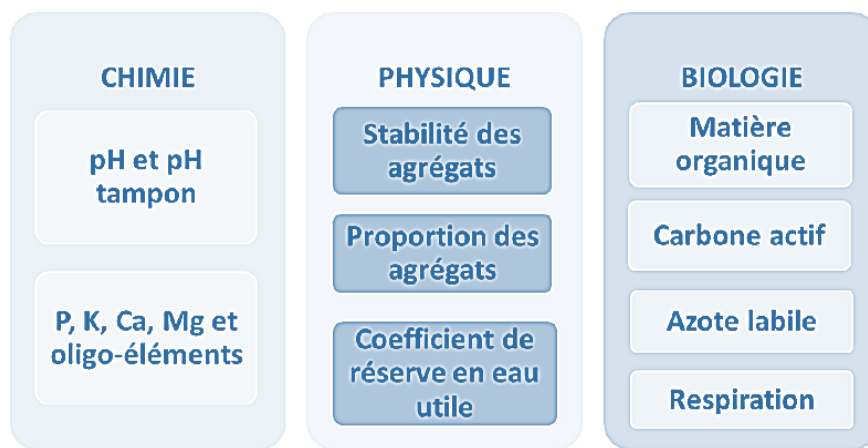 CHIMIE
pH et pH
tampon
P, K, Ca, Mg et
oligo-éléments
PHYSIQUE
Stabilité des
agrégats
Proportion des
agrégats
Coefficient de
réserve en eau
utile
BIOLOGIE
Matière
organique
Carbone actif
Azote labile
Respiration